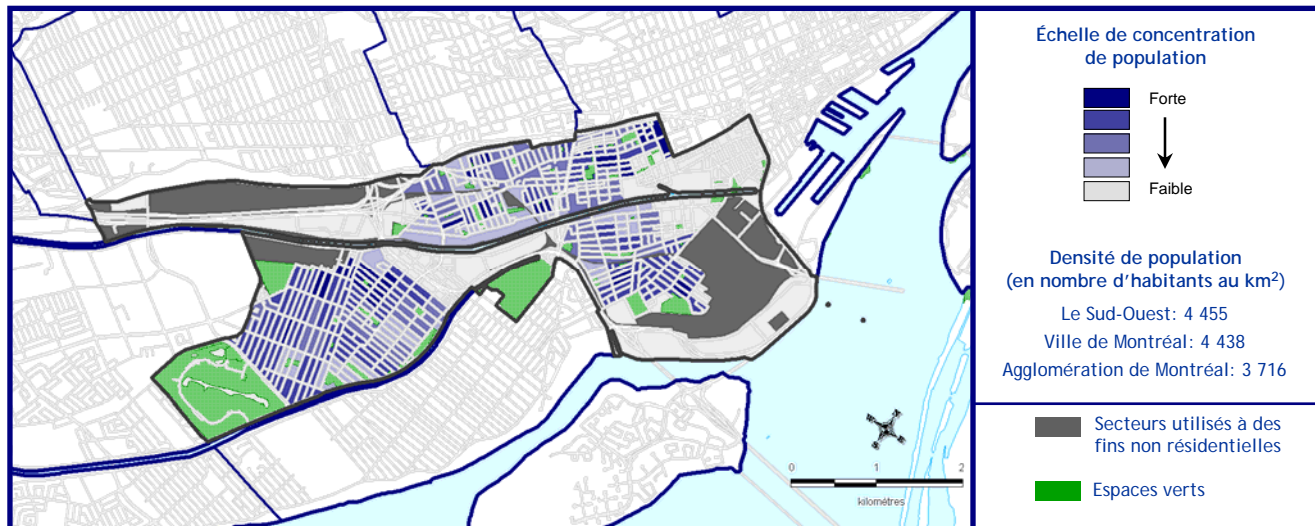 Échelle de concentration
de population
Forte
Faible
Densité de population
(en nombre d'habitants au km²)
Le Sud-Ouest: 4 455
Ville de Montréal: 4 438
Agglomération de Montréal: 3 716
Secteurs utilisés à des
fins non résidentielles
Espaces verts
0 1 2
kilomètres